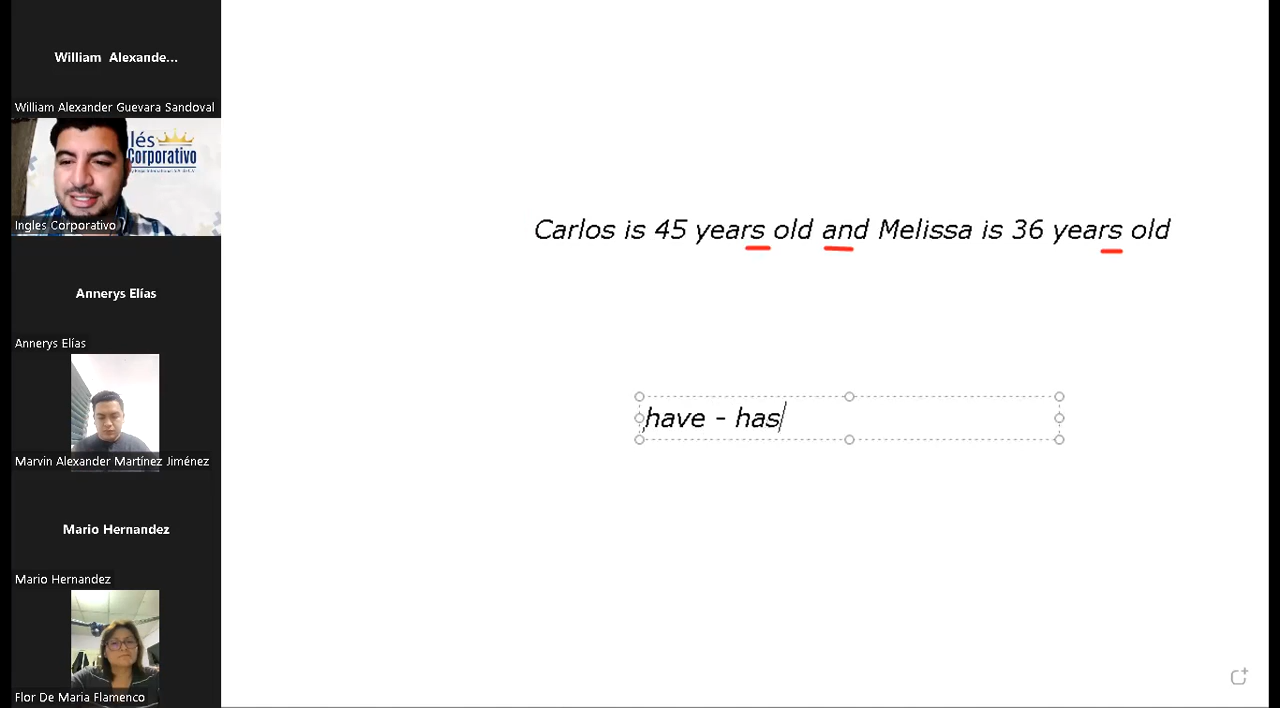 William Alexande...
William Alexander Guevara Sandoval
lés
Corporativo
Ingles Corporativo
Annerys Elías
Annerys Elías
Marvin Alexander Martínez Jiménez
Mario Hernandez
Mario Hernandez
Flor De Maria Flamenco
Carlos is 45 years old and Melissa is 36 years old
have - has